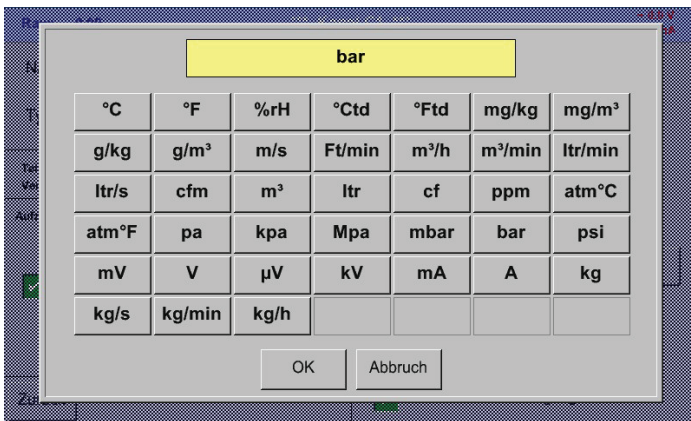 bar
°C °F %rH °Ctd °Ftd mg/kg mg/m³
g/kg g/m³ m/s Ft/min m³/h m³/min ltr/min
ltr/s cfm m³ ltr cf ppm atm°C
atm°F pa kpa Mpa mbar bar psi
mV V µV kV mA A kg
kg/s kg/min kg/h
OK Abbruch